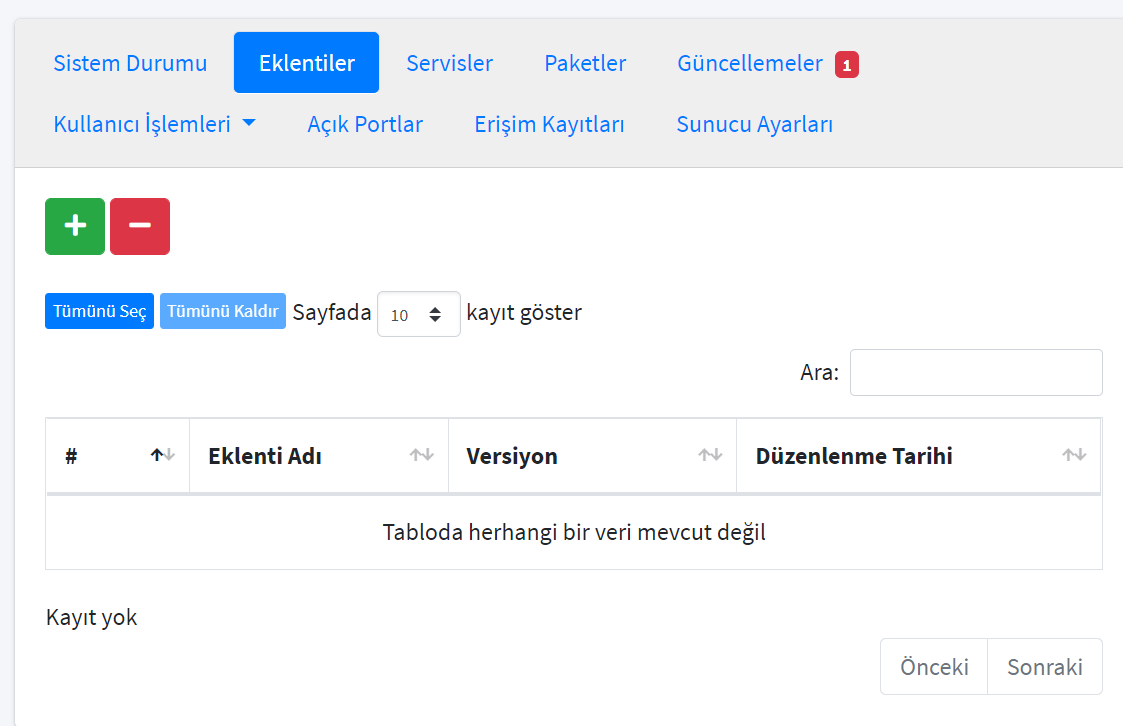 Sistem Durumu Eklentiler Servisler Paketler Güncellemeler 1
Kullanıcı İşlemleri Açık Portlar Erişim Kayıtları Sunucu Ayarları
Tümünü Seç Tümünü Kaldır Sayfada 10 kayıt göster
Ara:
# Eklenti Adı Versiyon Düzenlenme Tarihi
Tabloda herhangi bir veri mevcut değil
Kayıt yok
Önceki Sonraki